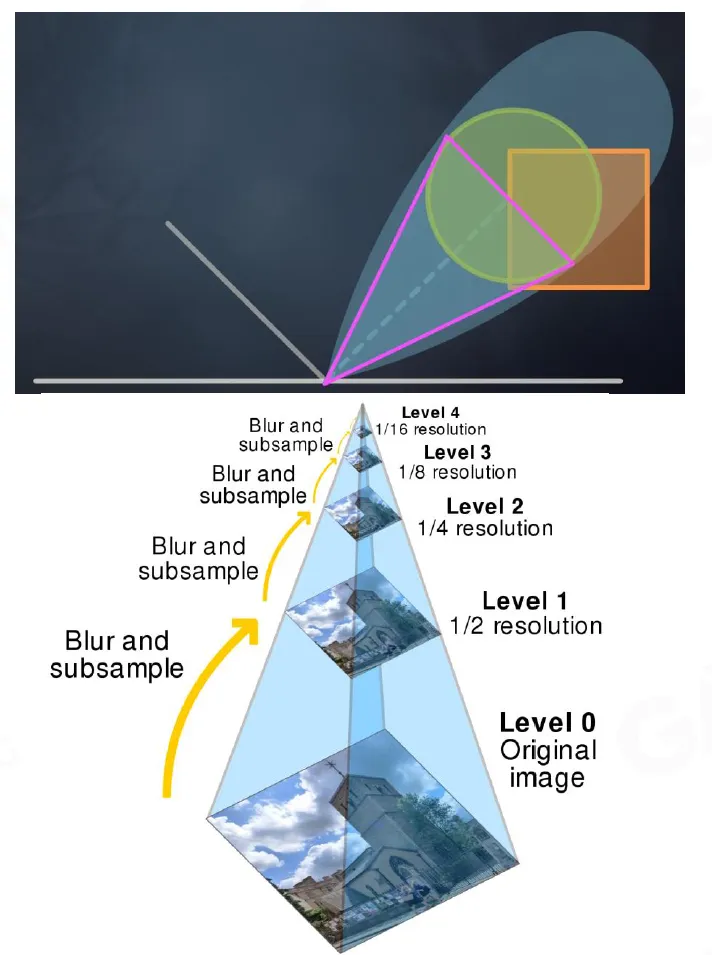 Level 4
Blur and
subsample
1/16 resolution
Level 3
1/8 resolution
Blur and
subsample
Level 2
1/4 resolution
Blur and
subsample
Level 1
1/2 resolution
Blur and
subsample
Level 0
Original
image